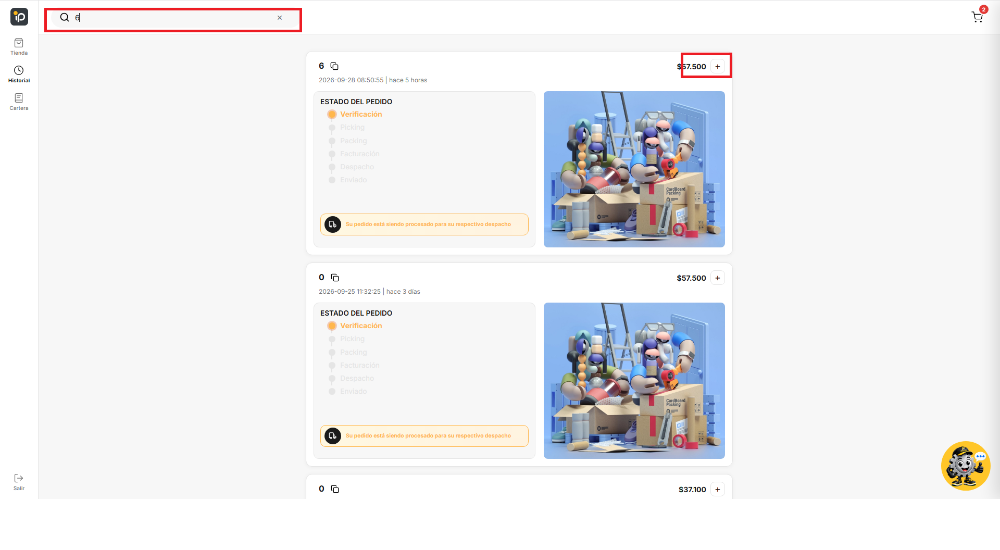 ip
6
2
Tienda
Historial
Cartera
Salir
6
$57.500
+
2026-09-28 08:50:55 | hace 5 horas
ESTADO DEL PEDIDO
Verificación
Picking
Packing
Facturación
Despacho
Enviado
Su pedido está siendo procesado para su respectivo despacho
CardBoard
Packing
0
$57.500
+
2026-09-25 11:32:25 | hace 3 días
ESTADO DEL PEDIDO
Verificación
Picking
Packing
Facturación
Despacho
Enviado
Su pedido está siendo procesado para su respectivo despacho
CardBoard
Packing
0
$37.100
+